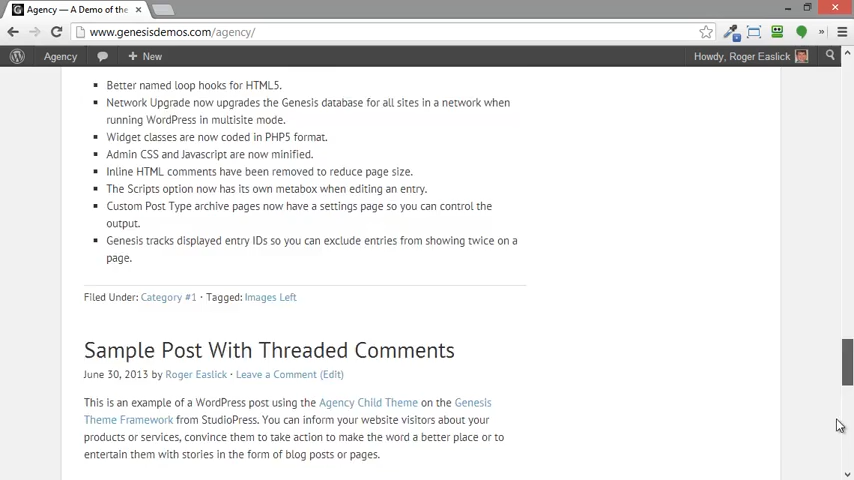 Agency — A Demo of the
www.genesisdemos.com/agency/
Agency
New
Howdy, Roger Easlick
Better named loop hooks for HTML5.
Network Upgrade now upgrades the Genesis database for all sites in a network when
running WordPress in multisite mode.
Widget classes are now coded in PHP5 format.
Admin CSS and Javascript are now minified.
Inline HTML comments have been removed to reduce page size.
The Scripts option now has its own metabox when editing an entry.
Custom Post Type archive pages now have a settings page so you can control the
output.
Genesis tracks displayed entry IDs so you can exclude entries from showing twice on a
page.
Filed Under: Category #1 · Tagged: Images Left
Sample Post With Threaded Comments
June 30, 2013 by Roger Easlick · Leave a Comment (Edit)
This is an example of a WordPress post using the Agency Child Theme on the Genesis
Theme Framework from StudioPress. You can inform your website visitors about your
products or services, convince them to take action to make the word a better place or to
entertain them with stories in the form of blog posts or pages.